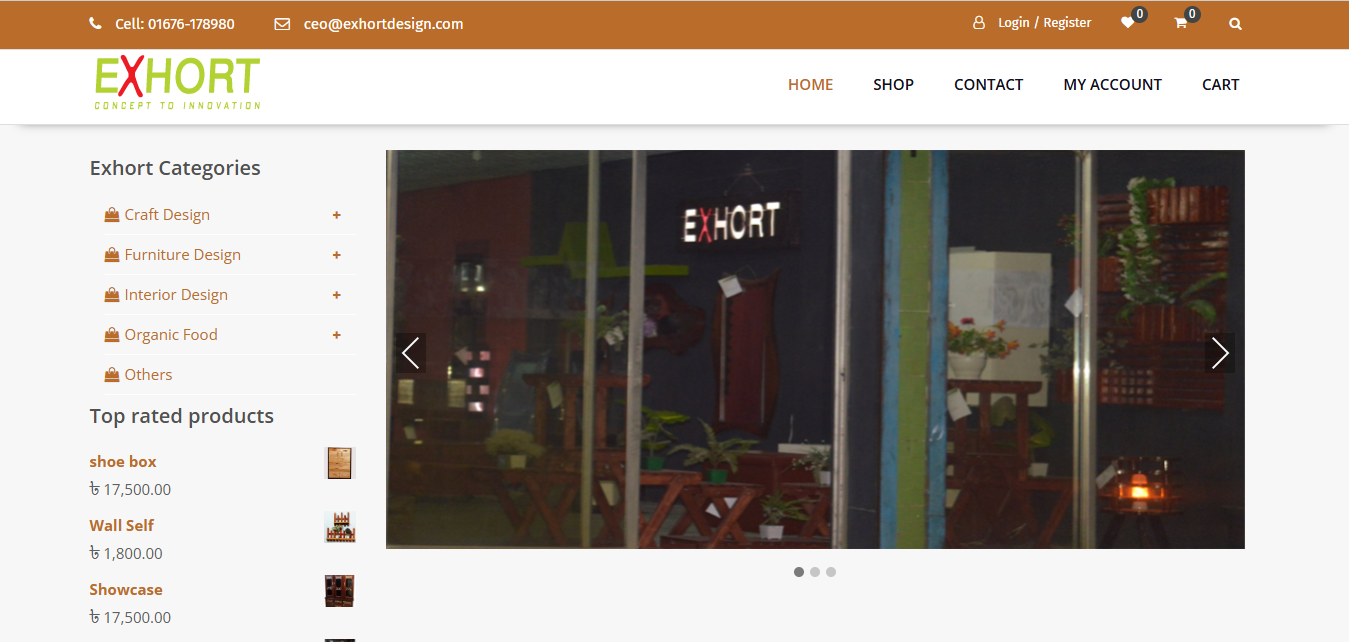 Cell: 01676-178980
ceo@exhortdesign.com
Login / Register
0
0
EXHORT
CONCEPT TO INNOVATION
HOME
SHOP
CONTACT
MY ACCOUNT
CART
Exhort Categories
Craft Design +
Furniture Design +
Interior Design +
Organic Food +
Others
Top rated products
shoe box
৳ 17,500.00
Wall Self
৳ 1,800.00
Showcase
৳ 17,500.00
EXHORT